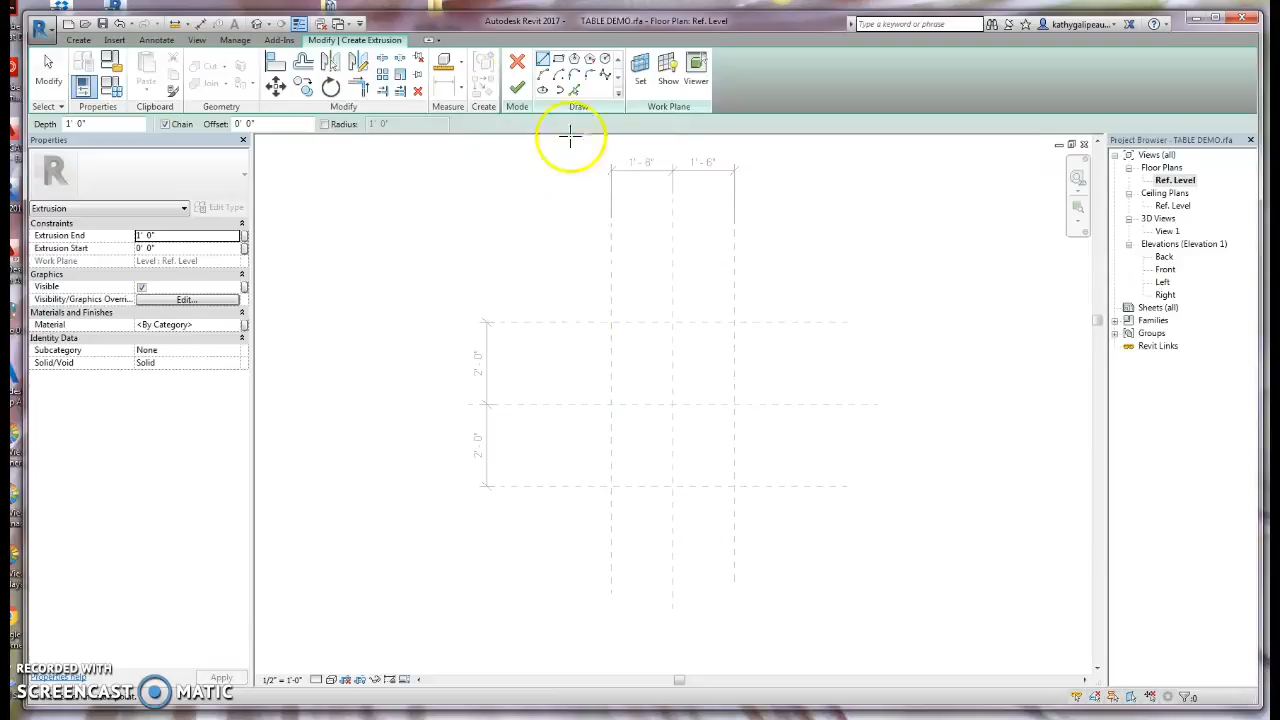 Autodesk Revit 2017 - TABLE DEMO.rfa - Floor Plan: Ref. Level
Type a keyword or phrase
kathygalipeau...
Create Insert Annotate View Manage Add-Ins Modify | Create Extrusion
Modify
Paste
Cut
Join
Set Show Viewer
Select Properties Clipboard Geometry Modify Measure Create Mode Draw Work Plane
Depth 1' 0" Chain Offset: 0' 0" Radius: 1' 0"
Properties
Extrusion
Edit Type
Constraints
Extrusion End 1' 0"
Extrusion Start 0' 0"
Work Plane Level : Ref. Level
Graphics
Visible
Visibility/Graphics Overri... Edit...
Materials and Finishes
Material <By Category>
Identity Data
Subcategory None
Solid/Void Solid
Properties help
Apply
1' - 6" 1' - 6"
2' - 0"
2' - 0"
1/2" = 1'-0"
Project Browser - TABLE DEMO.rfa
Views (all)
Floor Plans
Ref. Level
Ceiling Plans
Ref. Level
3D Views
View 1
Elevations (Elevation 1)
Back
Front
Left
Right
Sheets (all)
Families
Groups
Revit Links
:0
RECORDED WITH
SCREENCAST MATIC